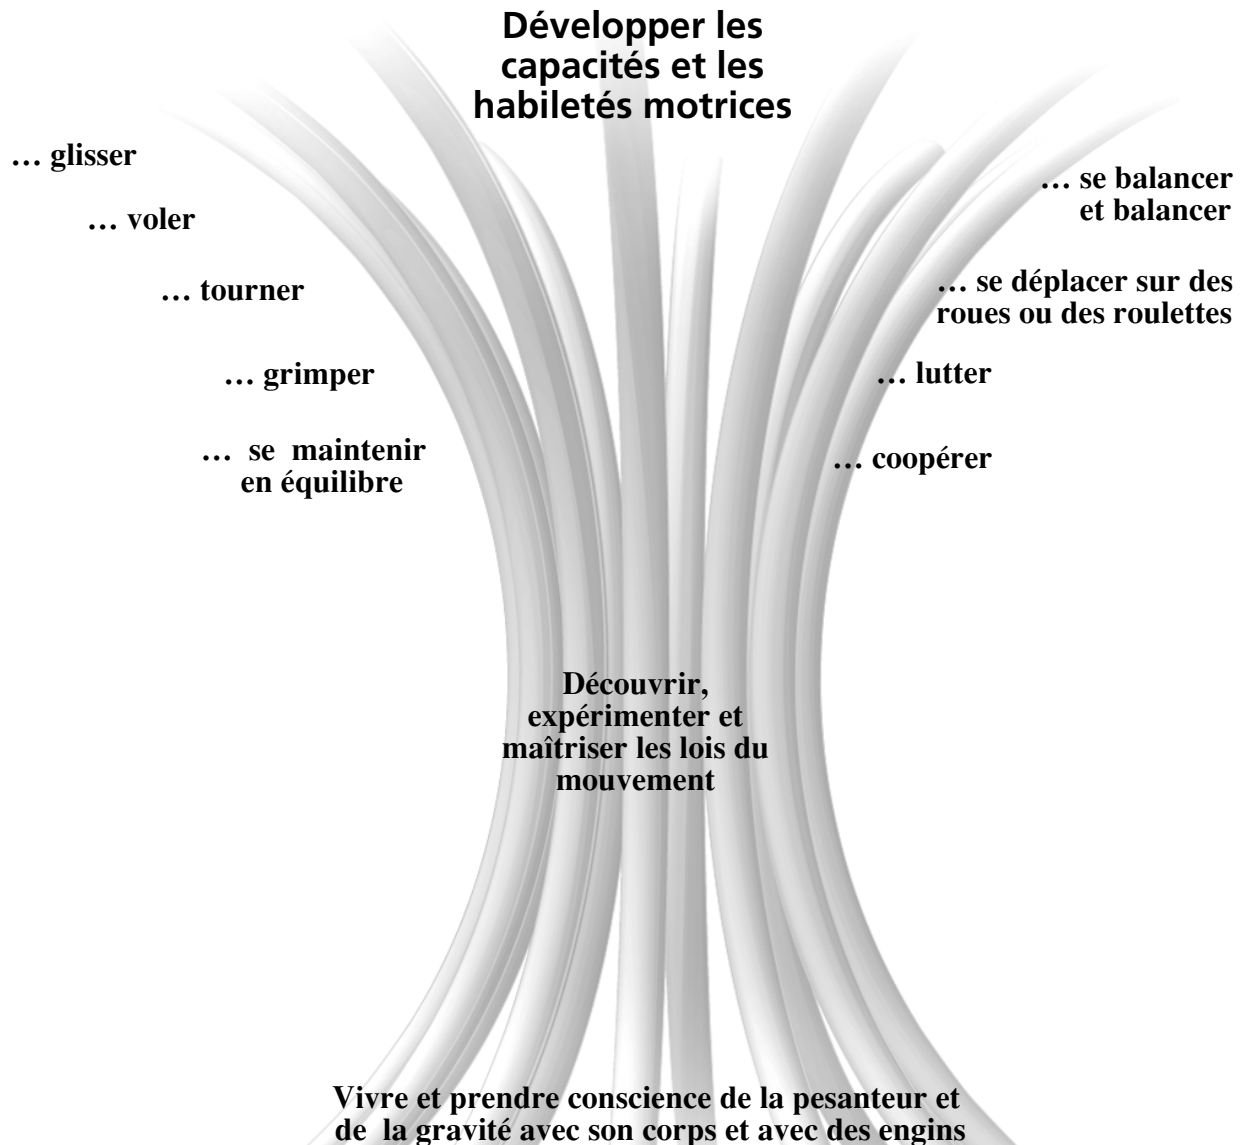 Développer les
capacités et les
habiletés motrices
… glisser
… voler
… tourner
… grimper
… se maintenir
en équilibre
… se balancer
et balancer
… se déplacer sur des
roues ou des roulettes
… lutter
… coopérer
Découvrir,
expérimenter et
maîtriser les lois du
mouvement
Vivre et prendre conscience de la pesanteur et
de la gravité avec son corps et avec des engins